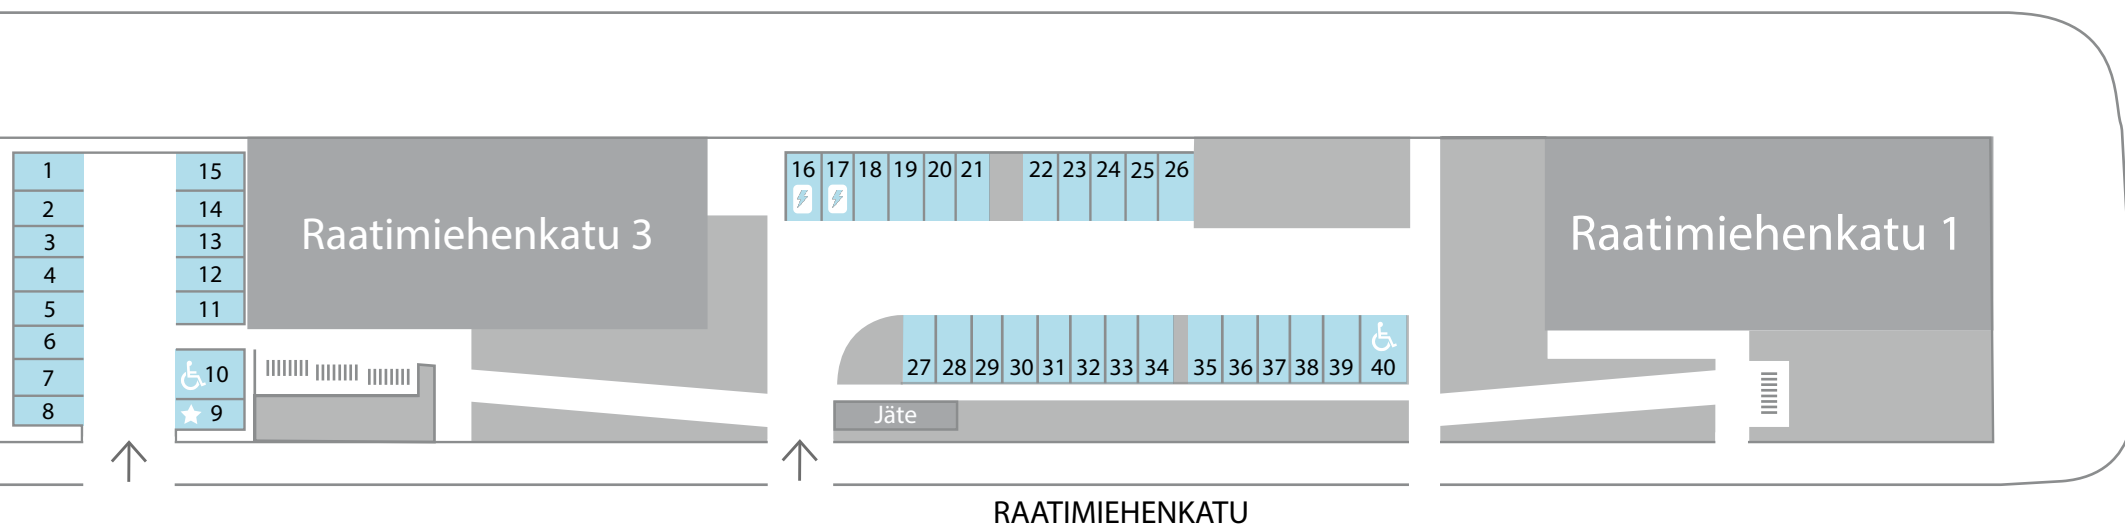 1
2
3
4
5
6
7
8
15
14
13
12
11
10
9
Raatimiehenkatu 3
16 17 18 19 20 21 22 23 24 25 26
27 28 29 30 31 32 33 34 35 36 37 38 39 40
Jäte
Raatimiehenkatu 1
RAATIMIEHENKATU